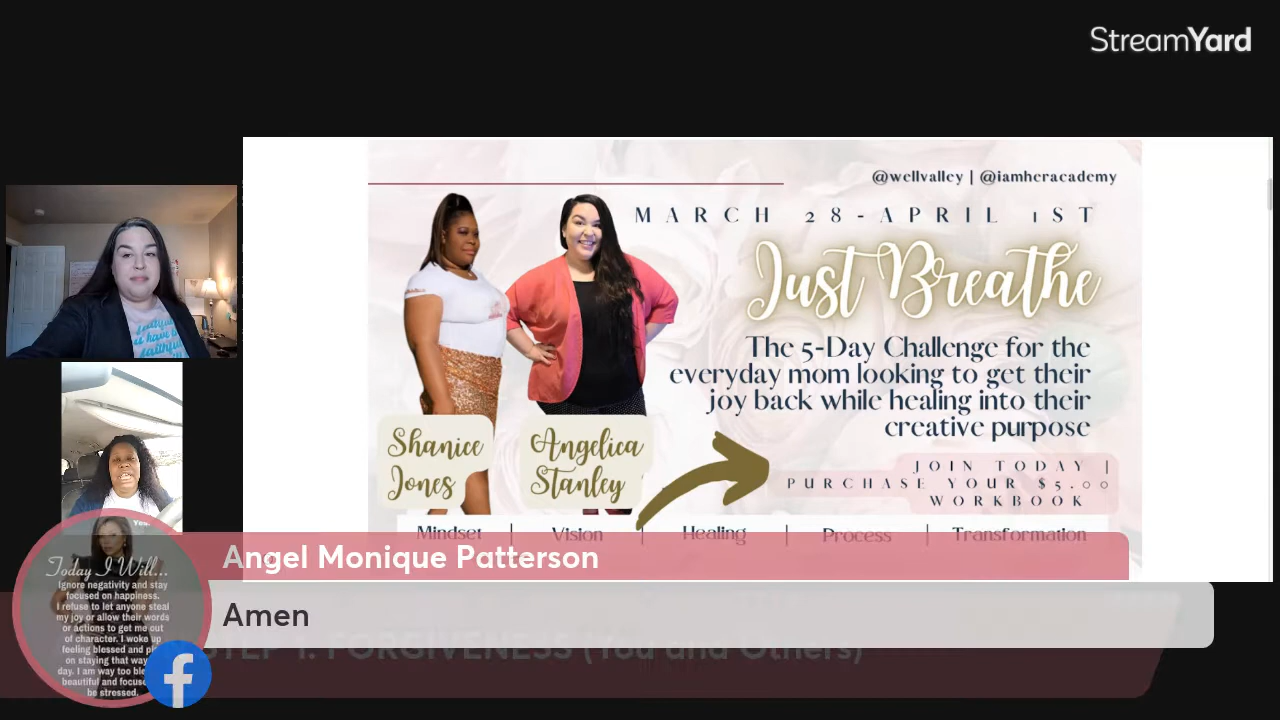 StreamYard
@wellvalley | @iamheracademy
MARCH 28-APRIL 1ST
Just Breathe
The 5-Day Challenge for the
everyday mom looking to get their
joy back while healing into their
creative purpose
Shanice
Jones
Angelica
Stanley
JOIN TODAY |
PURCHASE YOUR $5.00
WORKBOOK
Mindset | Vision | Healing | Process | Transformation
Angel Monique Patterson
Amen
STEP 1: FORGIVENESS (You and Others)
Today I Will...
Ignore negativity and stay
focused on happiness.
I refuse to let anyone steal
my joy or allow their words
or actions to get me out
of character. I woke up
feeling blessed and
on staying that way
day. I am way too
beautiful and
be stressed.